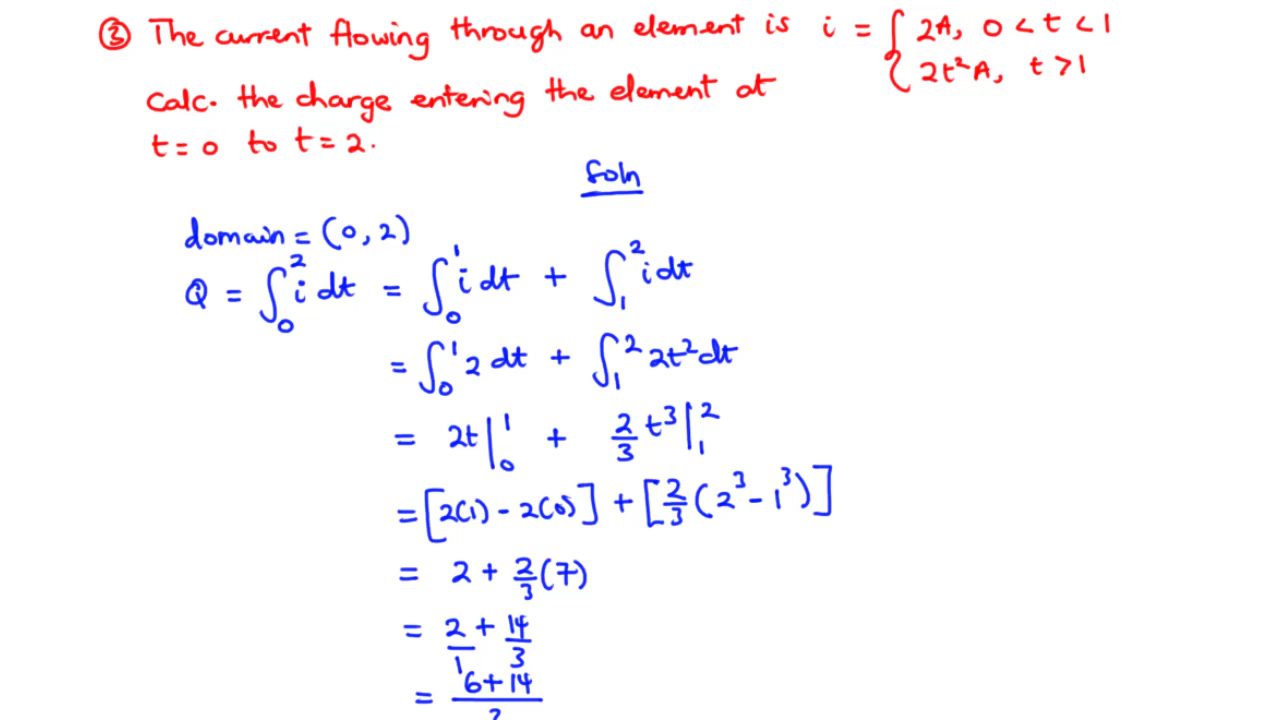 ③ The current flowing through an element is i = { 2A, 0 < t < 1
2t²A, t > 1
Calc. the charge entering the element at
t = 0 to t = 2.
Soln
domain = (0, 2)
Q = ∫₀² i dt = ∫₀¹ i dt + ∫₁² i dt
= ∫₀¹ 2 dt + ∫₁² 2t² dt
= 2t|₀¹ + 2/3 t³|₁²
= [2(1) - 2(0)] + [2/3 (2³ - 1³)]
= 2 + 2/3 (7)
= 2/1 + 14/3
= 6+14